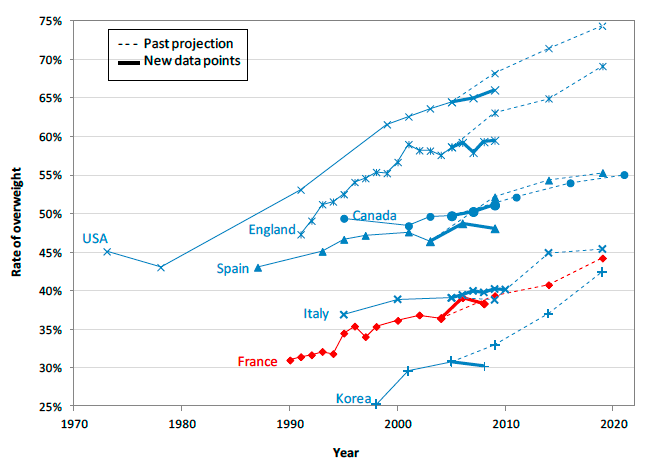 75%
Past projection
New data points
70%
65%
60%
55%
Canada
50%
England
USA
45%
Spain
40%
Italy
35%
France
30%
Korea
25%
1970
1980
1990
2000
2010
2020
Year
Rate of overweight